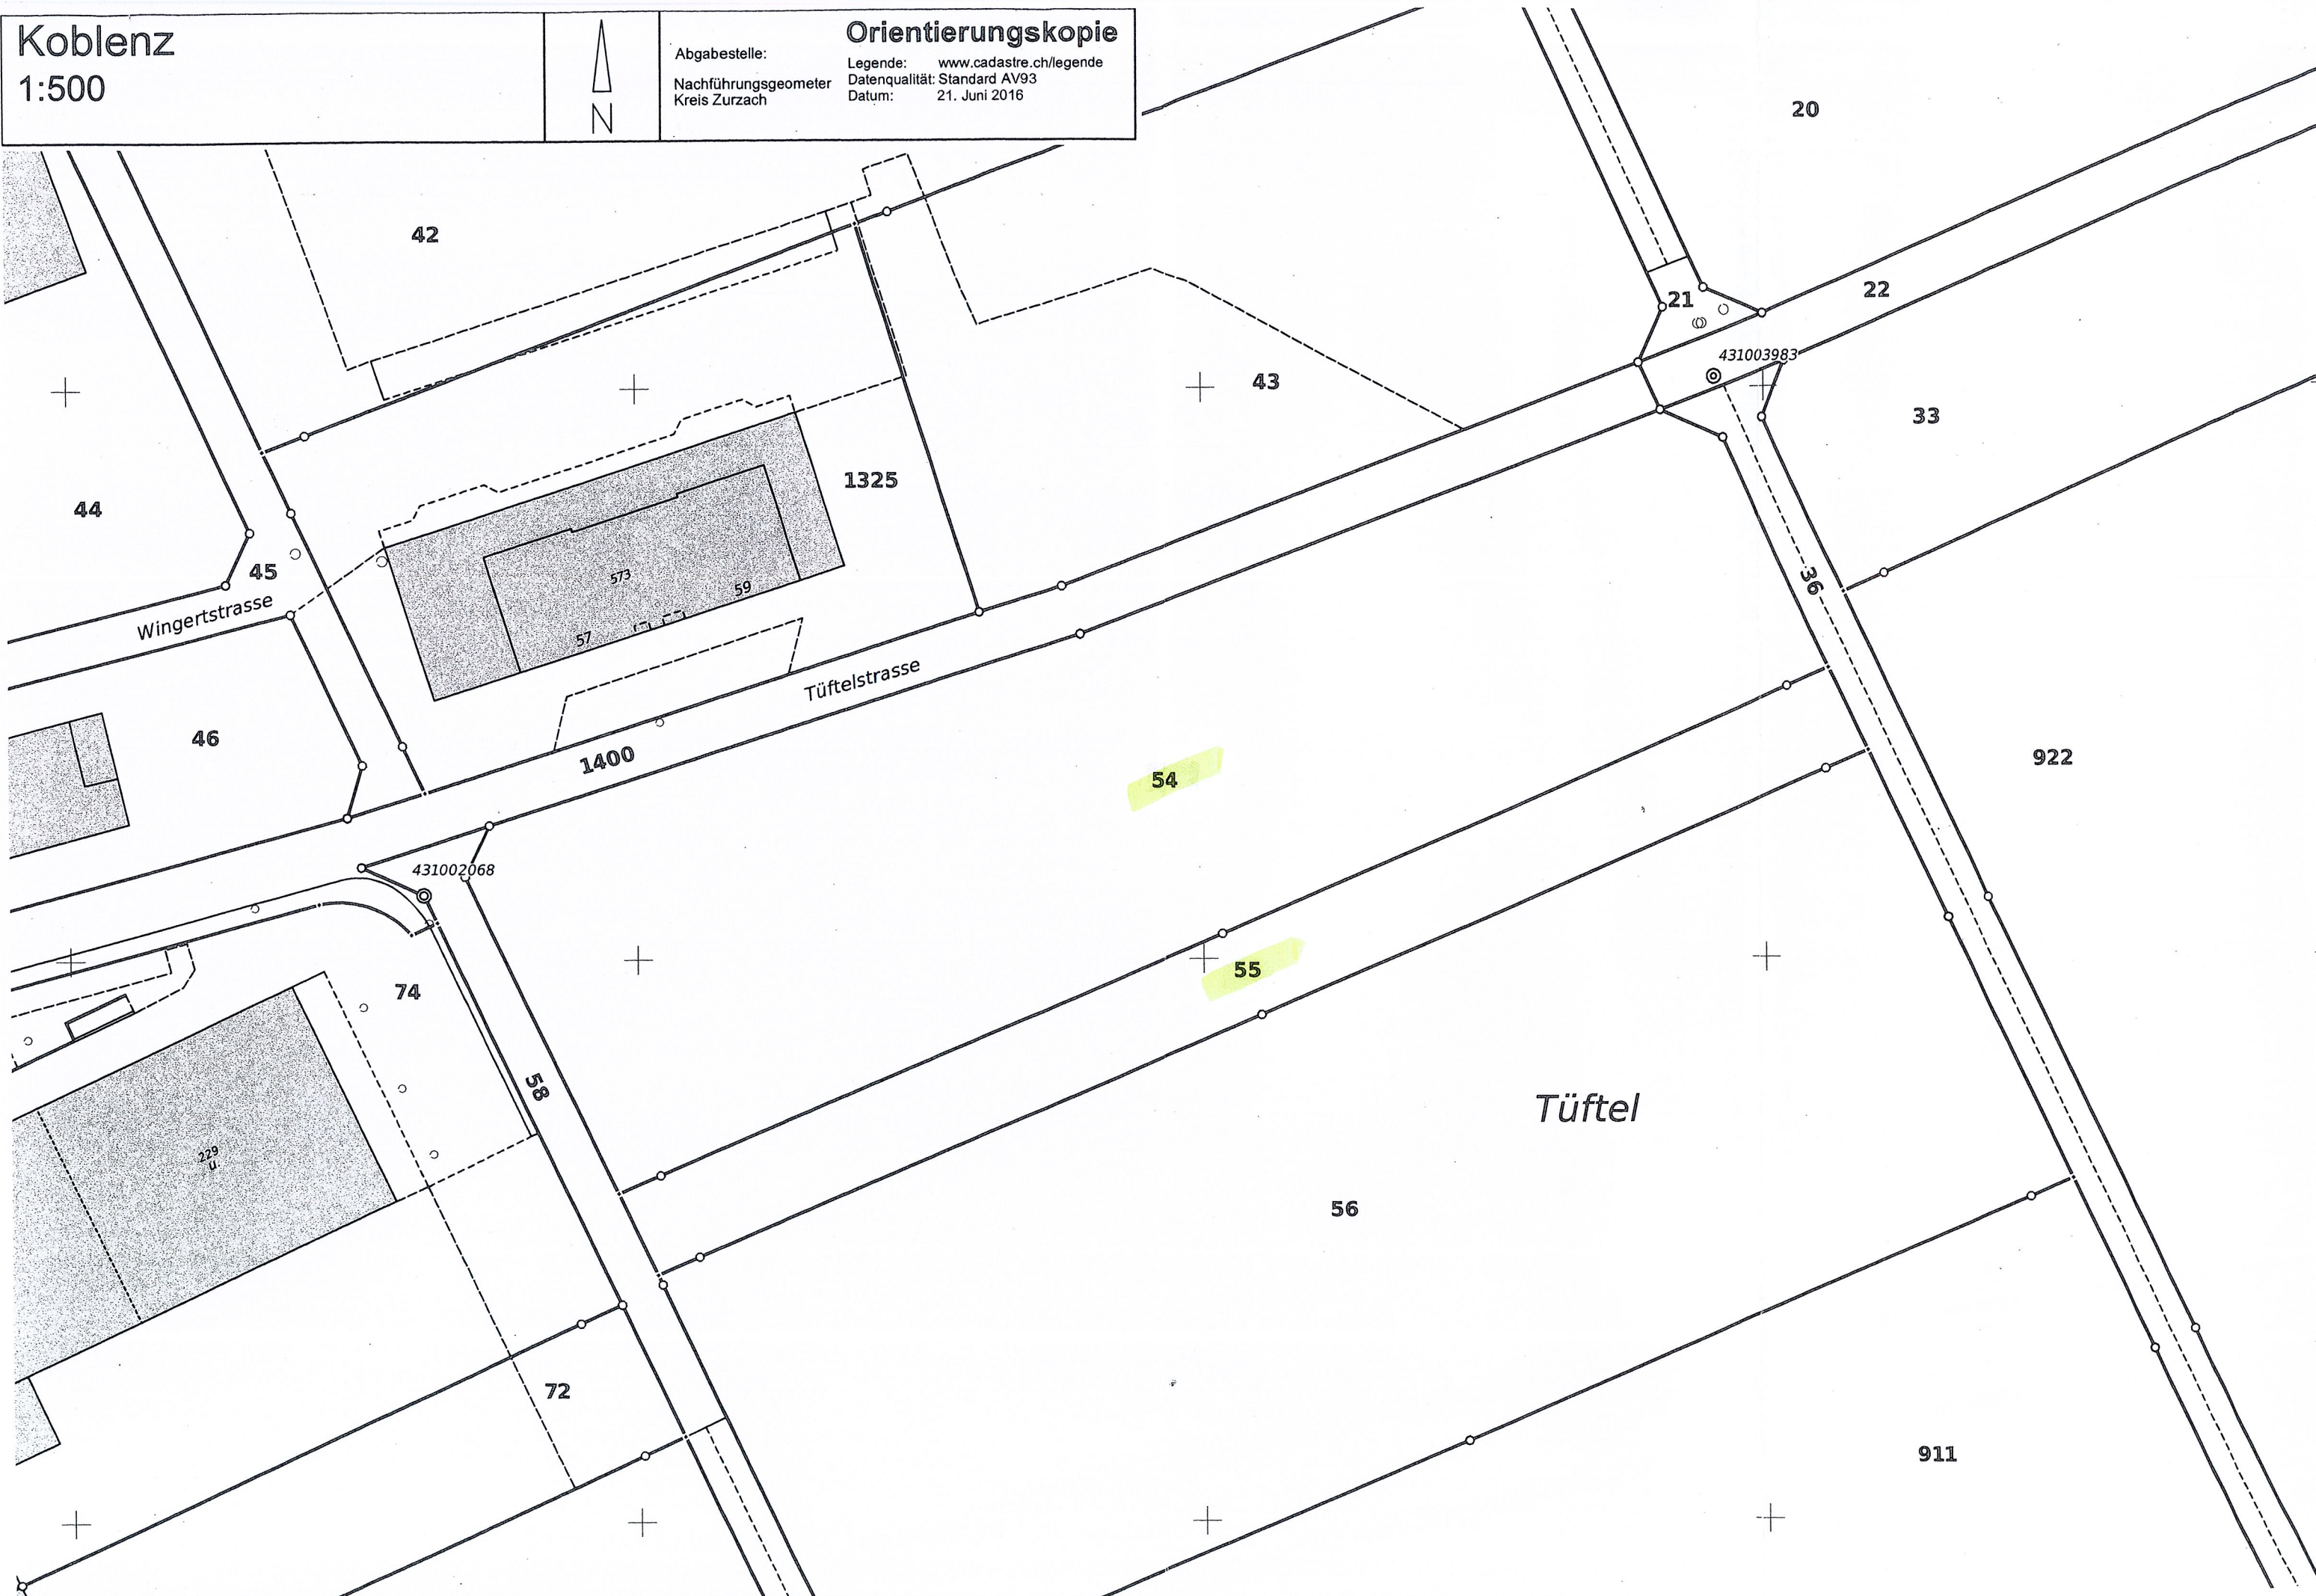 Koblenz
1:500
N
Abgabestelle:
Nachführungsgeometer
Kreis Zurzach
Orientierungskopie
Legende: www.cadastre.ch/legende
Datenqualität: Standard AV93
Datum: 21. Juni 2016
20
42
21
22
431003983
43
33
1325
44
45
573
59
57
36
Wingertstrasse
Tüftelstrasse
46
1400
54
922
431002068
55
74
58
Tüftel
229
u.
56
72
911